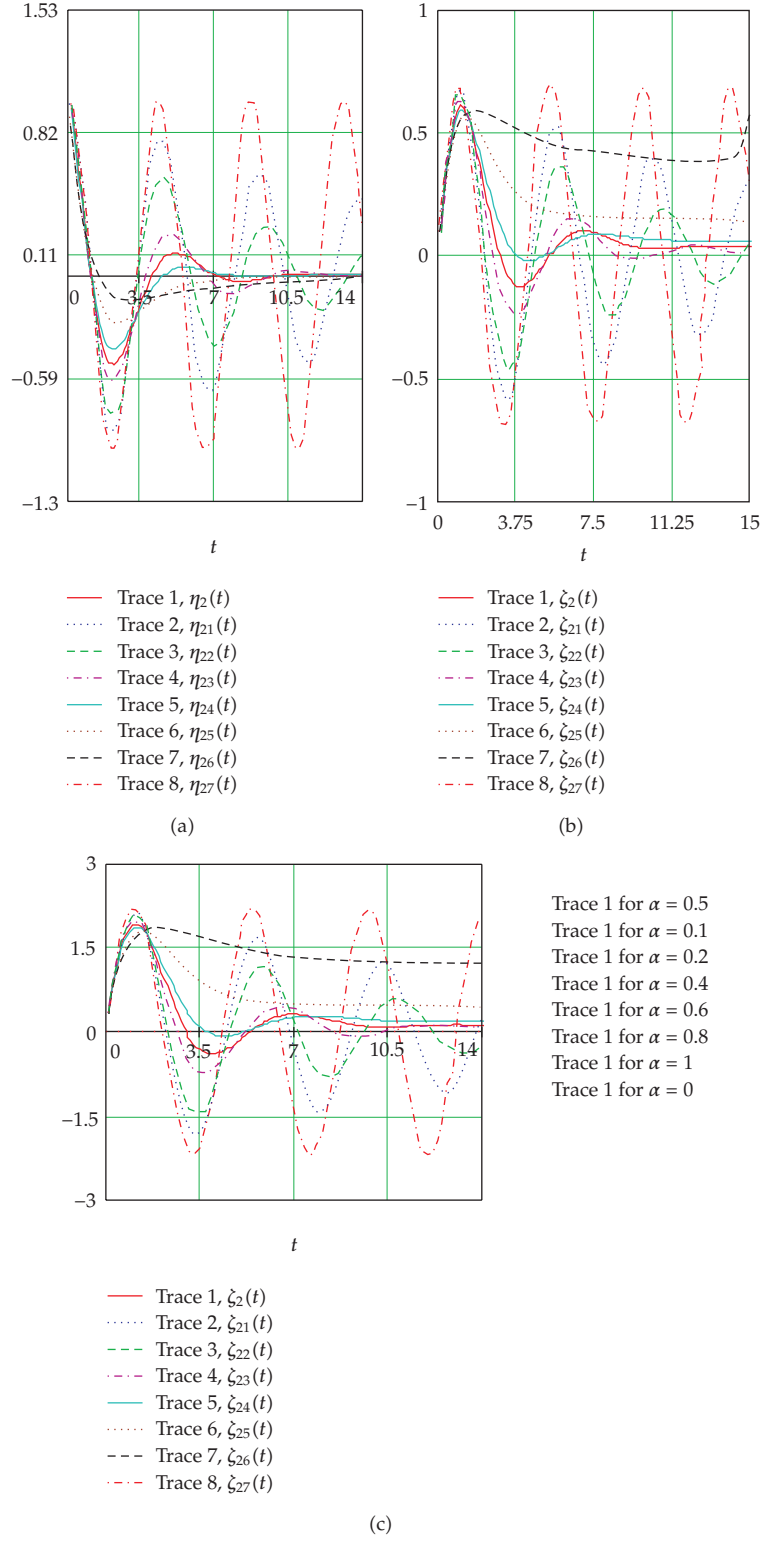 1.53
0.82
0.11
−0.59
−1.3
0
3.5
7
10.5
14
t
1
0.5
0
−0.5
−1
0
3.75
7.5
11.25
15
t
Trace 1, η2(t)
Trace 2, η21(t)
Trace 3, η22(t)
Trace 4, η23(t)
Trace 5, η24(t)
Trace 6, η25(t)
Trace 7, η26(t)
Trace 8, η27(t)
(a)
Trace 1, ζ2(t)
Trace 2, ζ21(t)
Trace 3, ζ22(t)
Trace 4, ζ23(t)
Trace 5, ζ24(t)
Trace 6, ζ25(t)
Trace 7, ζ26(t)
Trace 8, ζ27(t)
(b)
3
1.5
0
−1.5
−3
0
3.5
7
10.5
14
t
Trace 1 for α = 0.5
Trace 1 for α = 0.1
Trace 1 for α = 0.2
Trace 1 for α = 0.4
Trace 1 for α = 0.6
Trace 1 for α = 0.8
Trace 1 for α = 1
Trace 1 for α = 0
Trace 1, ζ2(t)
Trace 2, ζ21(t)
Trace 3, ζ22(t)
Trace 4, ζ23(t)
Trace 5, ζ24(t)
Trace 6, ζ25(t)
Trace 7, ζ26(t)
Trace 8, ζ27(t)
(c)